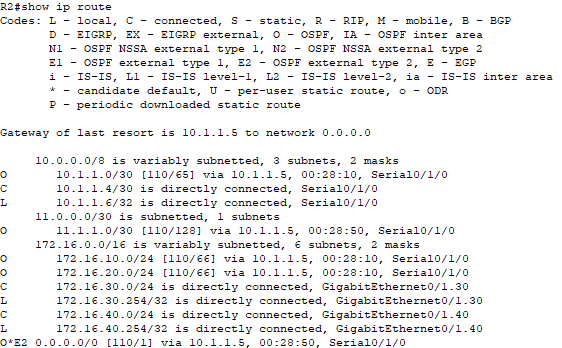 R2#show ip route
Codes: L - local, C - connected, S - static, R - RIP, M - mobile, B - BGP
D - EIGRP, EX - EIGRP external, O - OSPF, IA - OSPF inter area
N1 - OSPF NSSA external type 1, N2 - OSPF NSSA external type 2
E1 - OSPF external type 1, E2 - OSPF external type 2, E - EGP
i - IS-IS, L1 - IS-IS level-1, L2 - IS-IS level-2, ia - IS-IS inter area
* - candidate default, U - per-user static route, o - ODR
P - periodic downloaded static route
Gateway of last resort is 10.1.1.5 to network 0.0.0.0
10.0.0.0/8 is variably subnetted, 3 subnets, 2 masks
O 10.1.1.0/30 [110/65] via 10.1.1.5, 00:28:10, Serial0/1/0
C 10.1.1.4/30 is directly connected, Serial0/1/0
L 10.1.1.6/32 is directly connected, Serial0/1/0
11.0.0.0/30 is subnetted, 1 subnets
O 11.1.1.0/30 [110/128] via 10.1.1.5, 00:28:50, Serial0/1/0
172.16.0.0/16 is variably subnetted, 6 subnets, 2 masks
O 172.16.10.0/24 [110/66] via 10.1.1.5, 00:28:10, Serial0/1/0
O 172.16.20.0/24 [110/66] via 10.1.1.5, 00:28:10, Serial0/1/0
C 172.16.30.0/24 is directly connected, GigabitEthernet0/1.30
L 172.16.30.254/32 is directly connected, GigabitEthernet0/1.30
C 172.16.40.0/24 is directly connected, GigabitEthernet0/1.40
L 172.16.40.254/32 is directly connected, GigabitEthernet0/1.40
O*E2 0.0.0.0/0 [110/1] via 10.1.1.5, 00:28:50, Serial0/1/0